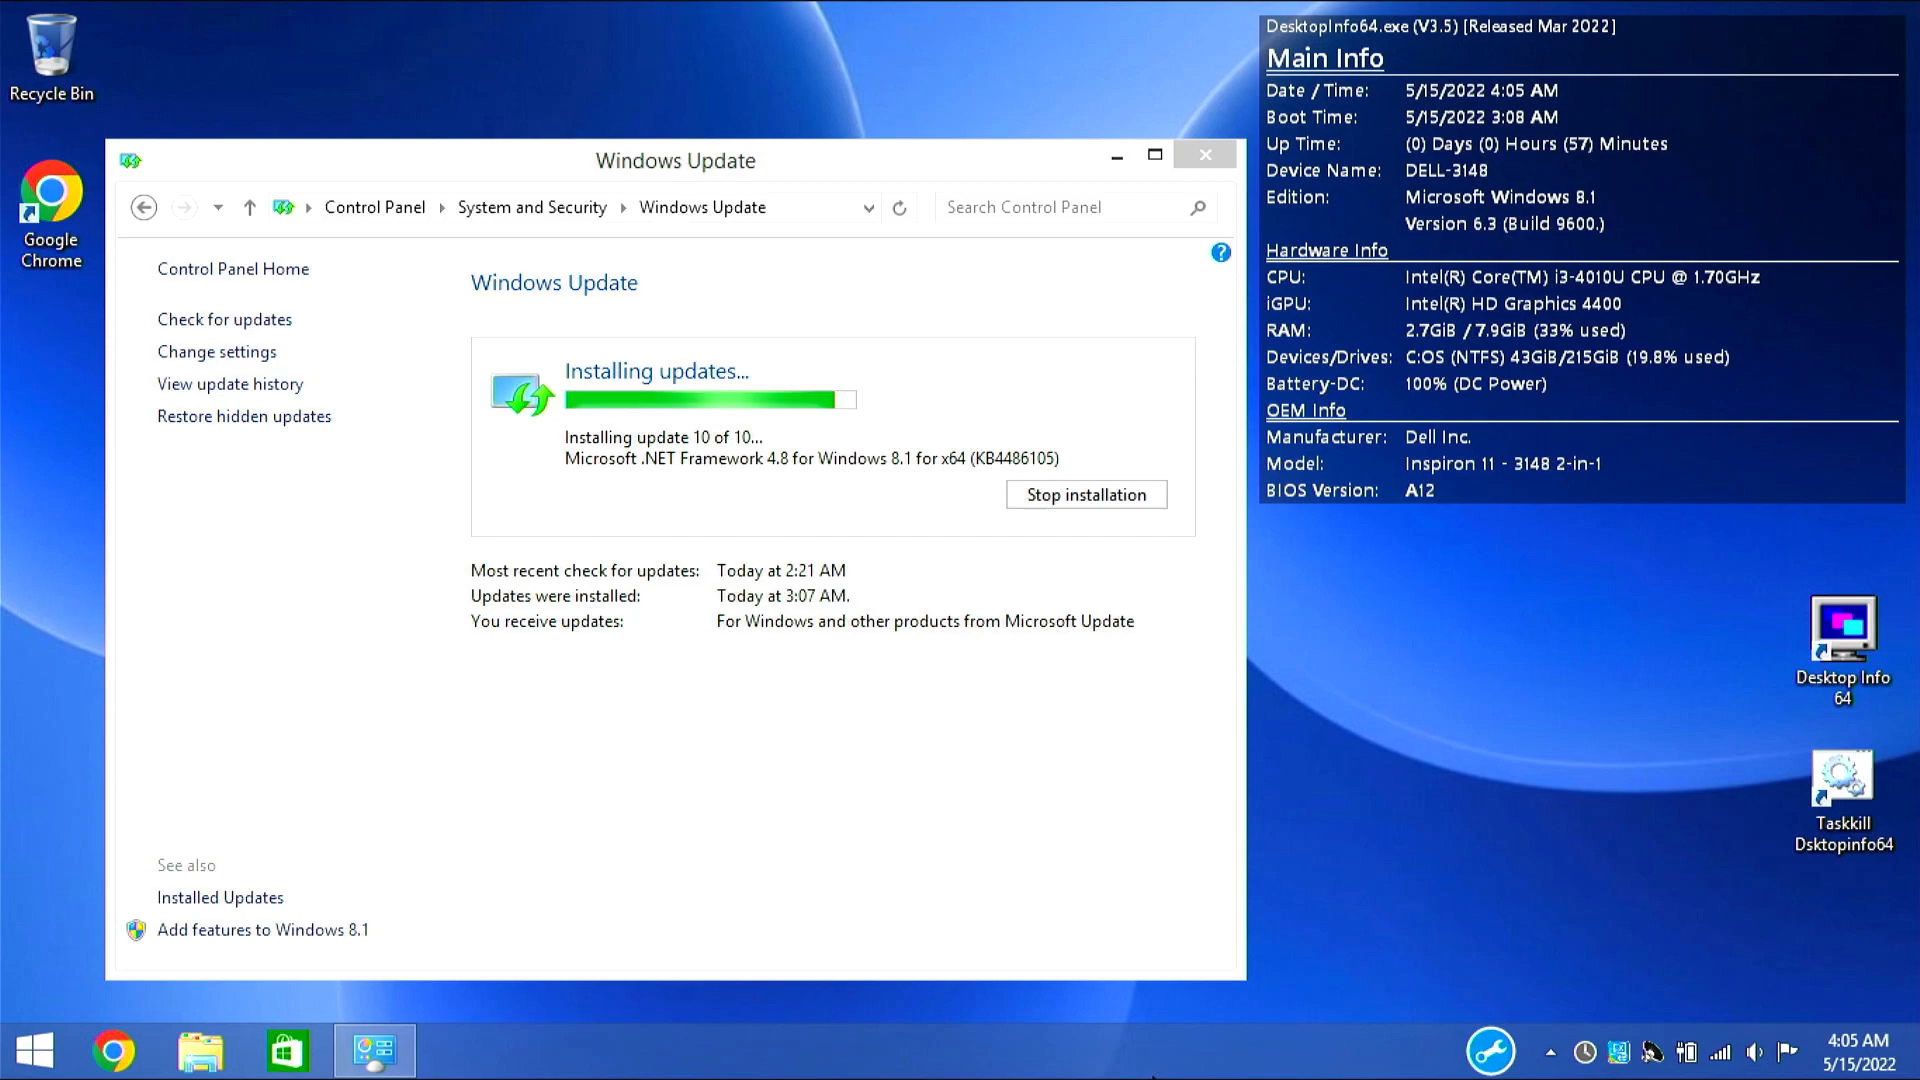 Recycle Bin
Google
Chrome
Windows Update
Control Panel
System and Security
Windows Update
Search Control Panel
Control Panel Home
Check for updates
Change settings
View update history
Restore hidden updates
Windows Update
Installing updates...
Installing update 10 of 10...
Microsoft .NET Framework 4.8 for Windows 8.1 for x64 (KB4486105)
Stop installation
Most recent check for updates: Today at 2:21 AM
Updates were installed: Today at 3:07 AM.
You receive updates: For Windows and other products from Microsoft Update
See also
Installed Updates
Add features to Windows 8.1
DesktopInfo64.exe (V3.5) [Released Mar 2022]
Main Info
Date / Time: 5/15/2022 4:05 AM
Boot Time: 5/15/2022 3:08 AM
Up Time: (0) Days (0) Hours (57) Minutes
Device Name: DELL-3148
Edition: Microsoft Windows 8.1
Version 6.3 (Build 9600.)
Hardware Info
CPU: Intel(R) Core(TM) i3-4010U CPU @ 1.70GHz
iGPU: Intel(R) HD Graphics 4400
RAM: 2.7GiB / 7.9GiB (33% used)
Devices/Drives: C:OS (NTFS) 43GiB/215GiB (19.8% used)
Battery-DC: 100% (DC Power)
OEM Info
Manufacturer: Dell Inc.
Model: Inspiron 11 - 3148 2-in-1
BIOS Version: A12
Desktop Info
64
Taskkill
Dsktopinfo64
4:05 AM
5/15/2022